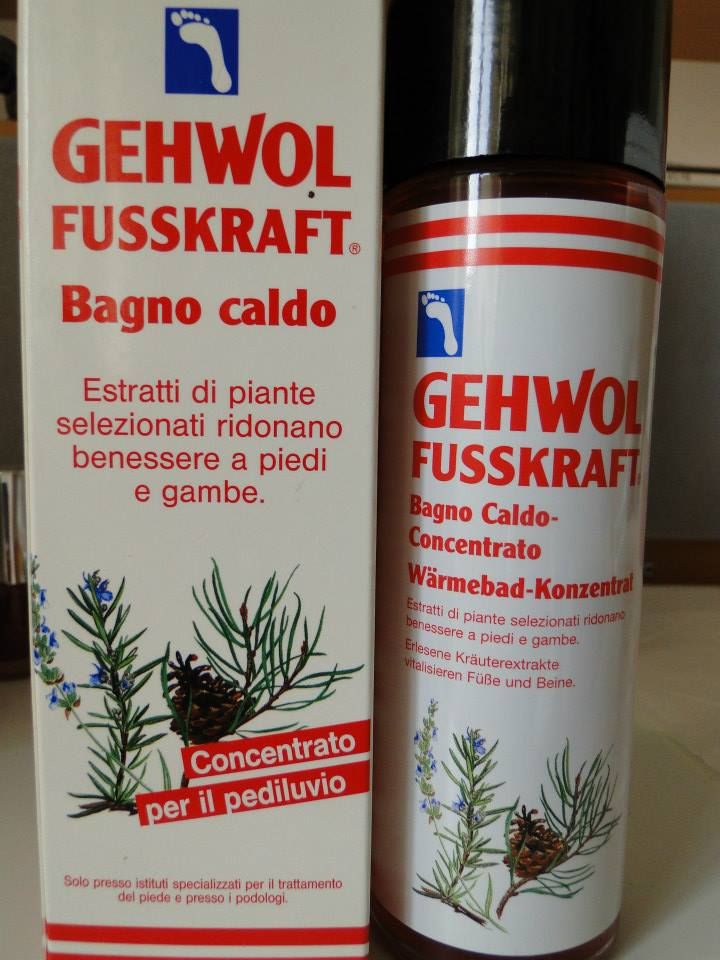 GEHWOL
FUSSKRAFT®
Bagno caldo
Estratti di piante
selezionati ridonano
benessere a piedi
e gambe.
Concentrato
per il pediluvio
Solo presso istituti specializzati per il trattamento
del piede e presso i podologi.
GEHWOL
FUSSKRAFT
Bagno Caldo-
Concentrato
Wärmebad-Konzentrat
Estratti di piante selezionati ridonano
benessere a piedi e gambe.
Erlesene Kräuterextrakte
vitalisieren Füße und Beine.